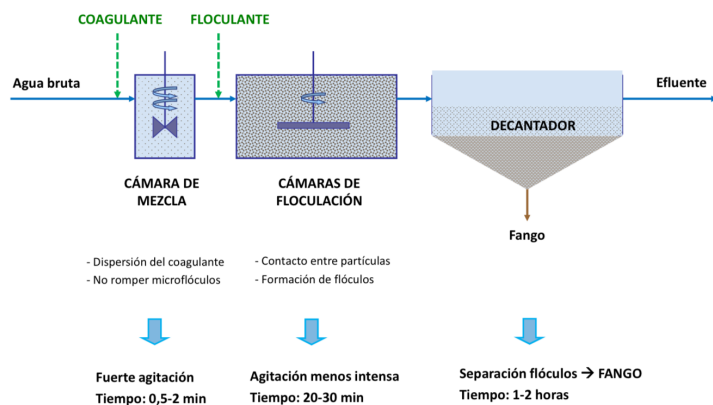 COAGULANTE
FLOCULANTE
Agua bruta
Efluente
DECANTADOR
CÁMARA DE
MEZCLA
CÁMARAS DE
FLOCULACIÓN
Fango
- Dispersión del coagulante
- No romper microflóculos
- Contacto entre partículas
- Formación de flóculos
Fuerte agitación
Tiempo: 0,5-2 min
Agitación menos intensa
Tiempo: 20-30 min
Separación flóculos → FANGO
Tiempo: 1-2 horas